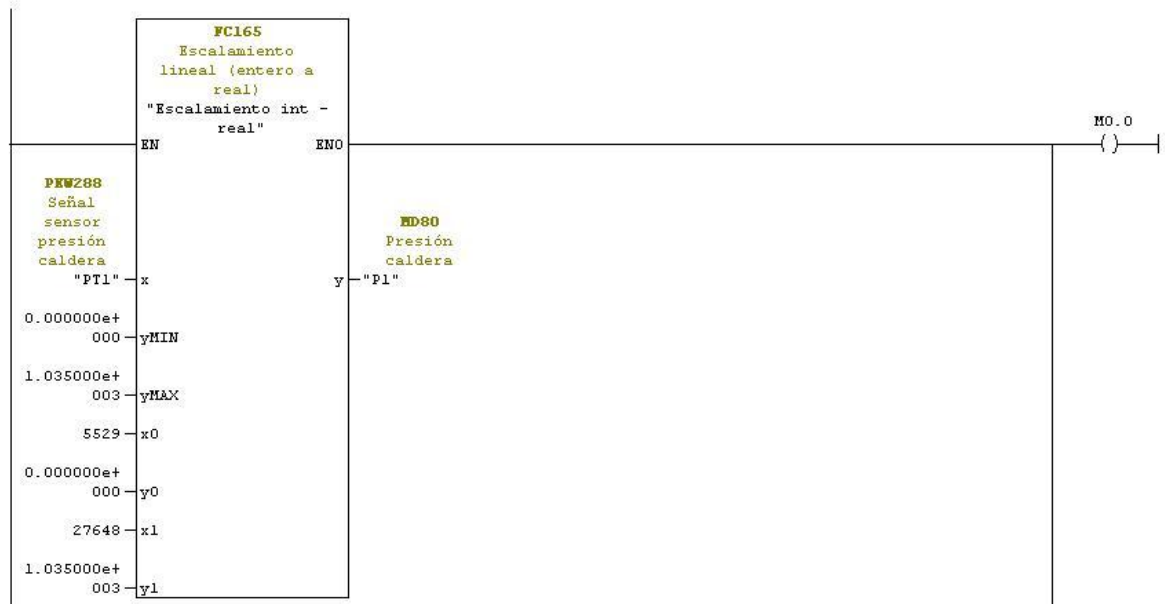 FC165
Escalamiento
lineal (entero a
real)
"Escalamiento int -
real"
M0.0
EN
ENO
( )
PEW288
Señal
sensor
presión
caldera
"PT1"
x
MD80
Presión
caldera
y
"P1"
0.000000e+
000
yMIN
1.035000e+
003
yMAX
5529
x0
0.000000e+
000
y0
27648
x1
1.035000e+
003
y1